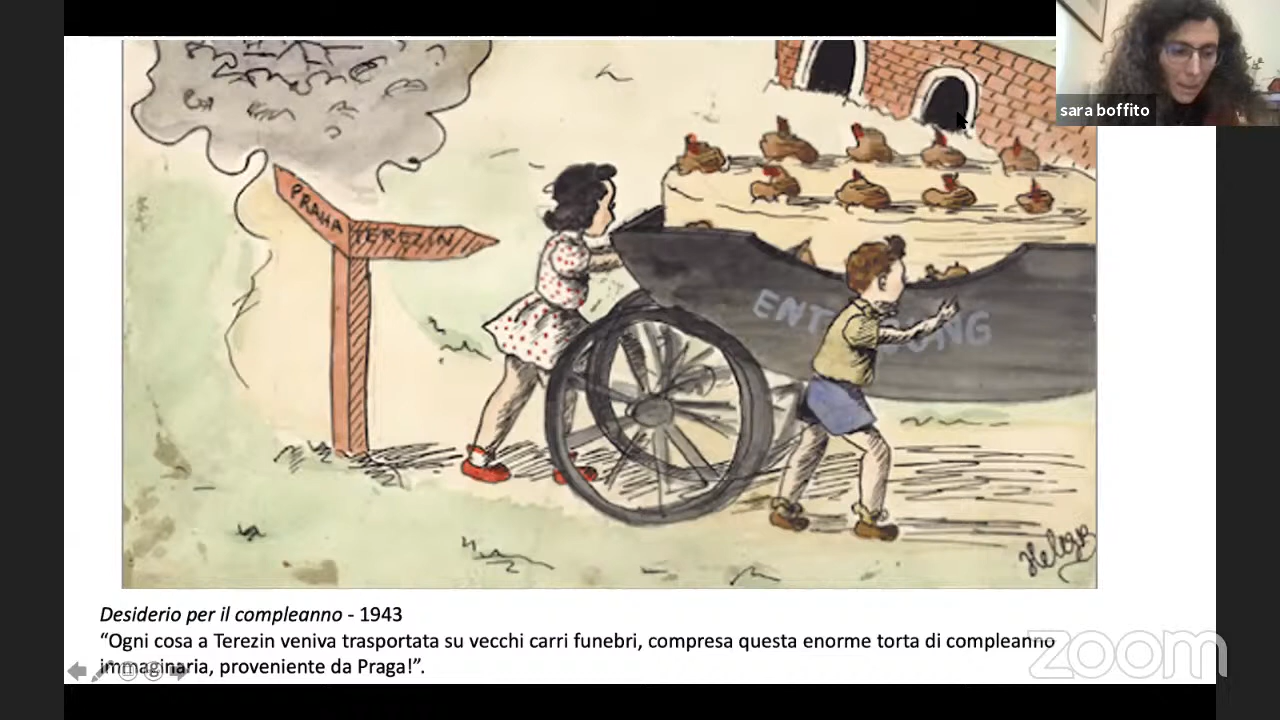 sara boffito
PRAHA TEREZIN
ENT
UNG
Helga
Desiderio per il compleanno - 1943
“Ogni cosa a Terezin veniva trasportata su vecchi carri funebri, compresa questa enorme torta di compleanno
immaginaria, proveniente da Praga!”.
zoom